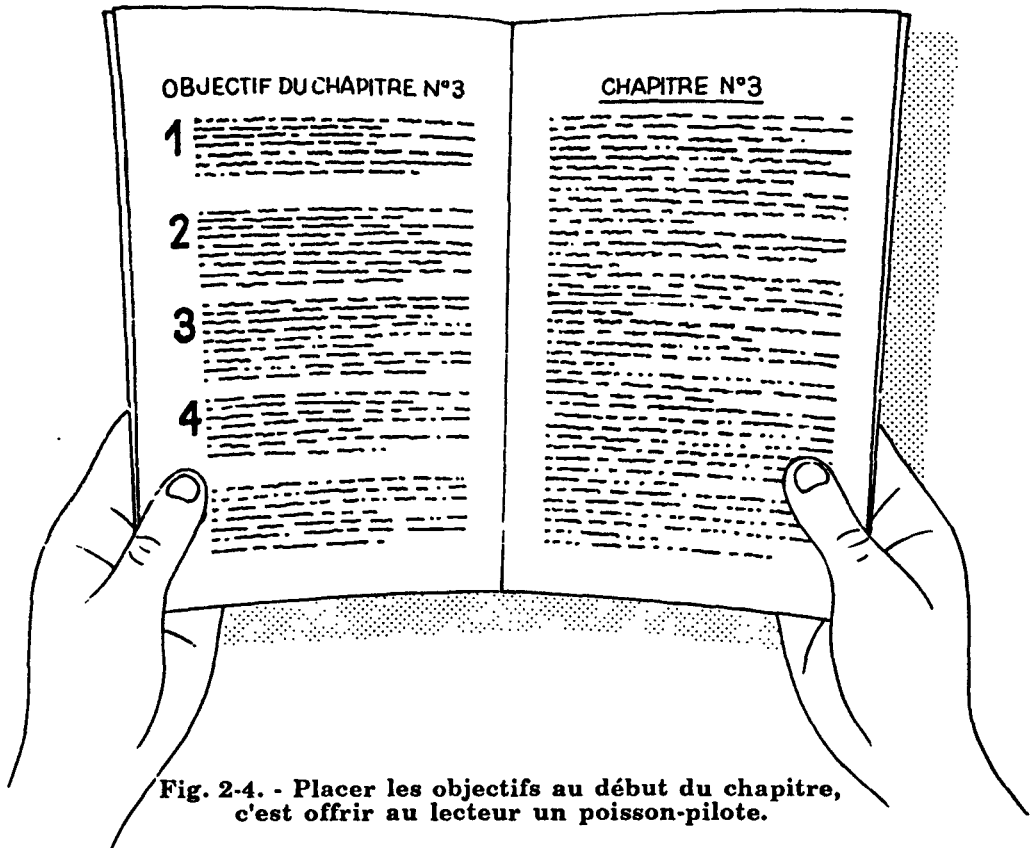 OBJECTIF DU CHAPITRE N°3
1
2
3
4
CHAPITRE N°3
Fig. 2-4. - Placer les objectifs au début du chapitre,
c'est offrir au lecteur un poisson-pilote.